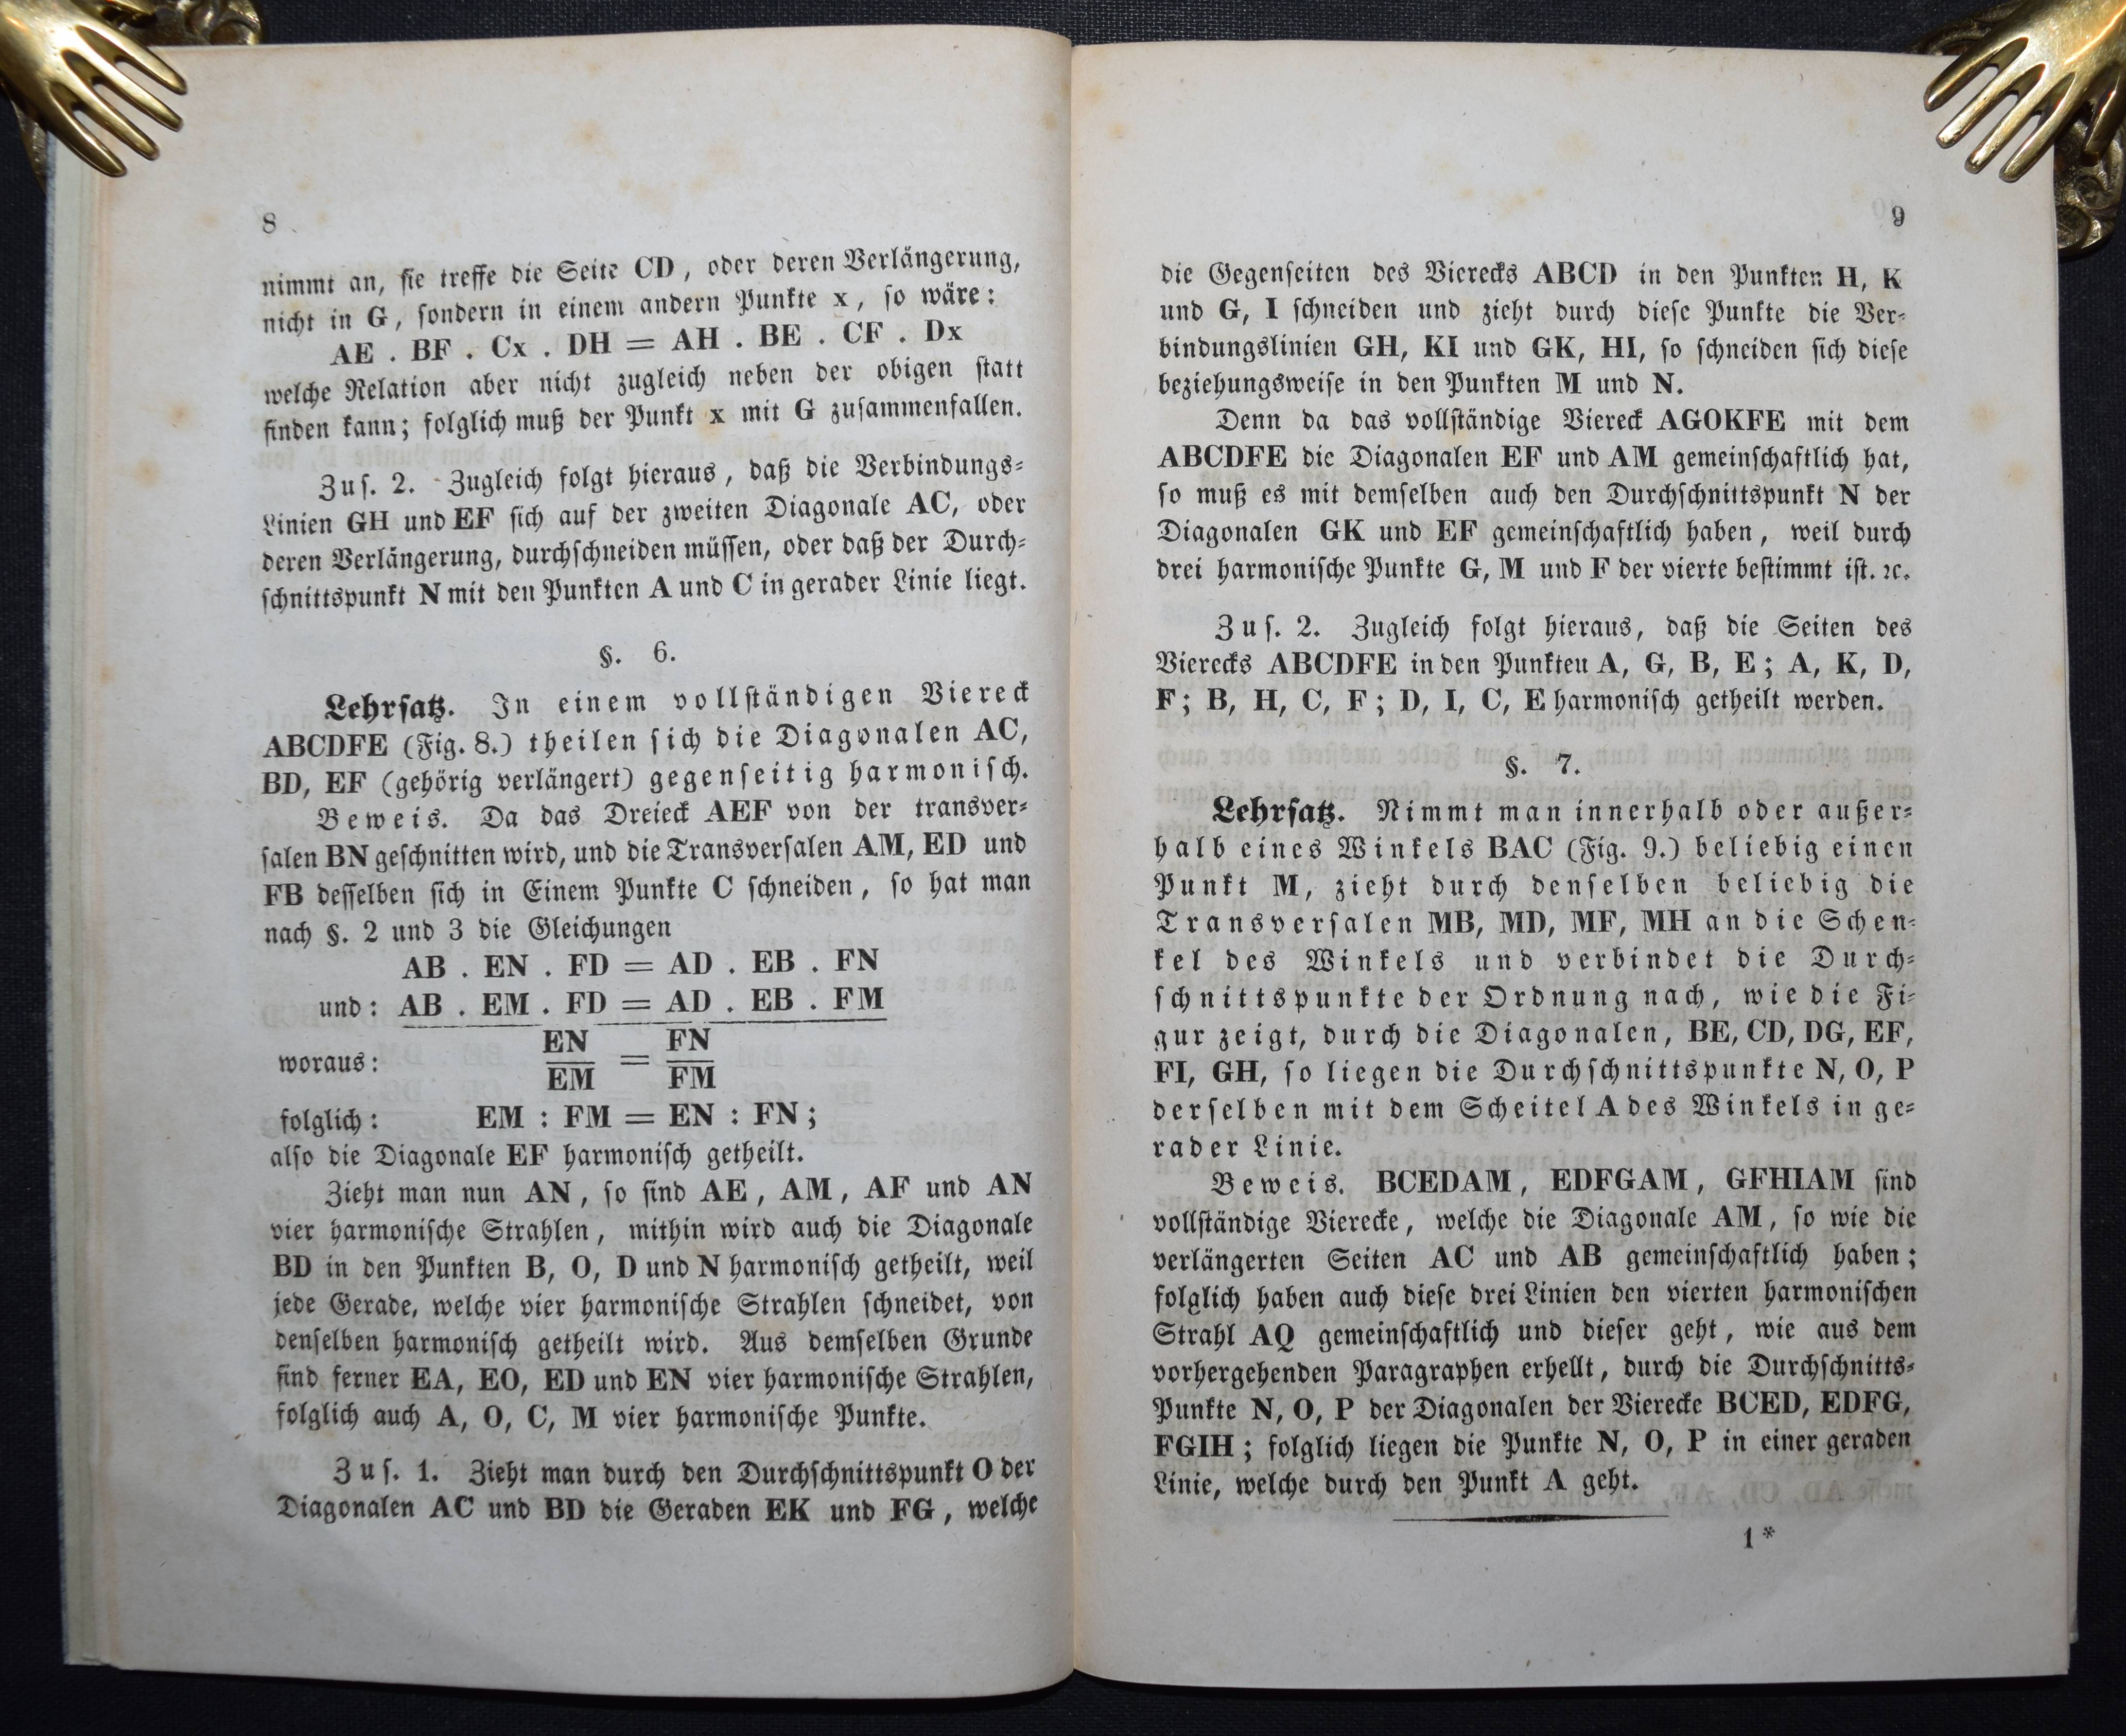 8
nimmt an, sie treffe die Seite CD, oder deren Verlängerung,
nicht in G, sondern in einem andern Punkte x, so wäre:
AE . BF . Cx . DH = AH . BE . CF . Dx
welche Relation aber nicht zugleich neben der obigen statt
finden kann; folglich muß der Punkt x mit G zusammenfallen.
Zus. 2. Zugleich folgt hieraus, daß die Verbindungs-
Linien GH und EF sich auf der zweiten Diagonale AC, oder
deren Verlängerung, durchschneiden müssen, oder daß der Durch-
schnittspunkt N mit den Punkten A und C in gerader Linie liegt.
§. 6.
Lehrsatz. In einem vollständigen Viereck
ABCDFE (Fig. 8.) theilen sich die Diagonalen AC,
BD, EF (gehörig verlängert) gegenseitig harmonisch.
Beweis. Da das Dreieck AEF von der transver-
salen BN geschnitten wird, und die Transversalen AM, ED und
FB desselben sich in Einem Punkte C schneiden, so hat man
nach §. 2 und 3 die Gleichungen
AB . EN . FD = AD . EB . FN
und: AB . EM . FD = AD . EB . FM
woraus: EN/EM = FN/FM
folglich: EM : FM = EN : FN;
also die Diagonale EF harmonisch getheilt.
Zieht man nun AN, so sind AE, AM, AF und AN
vier harmonische Strahlen, mithin wird auch die Diagonale
BD in den Punkten B, O, D und N harmonisch getheilt, weil
jede Gerade, welche vier harmonische Strahlen schneidet, von
denselben harmonisch getheilt wird. Aus demselben Grunde
sind ferner EA, EO, ED und EN vier harmonische Strahlen,
folglich auch A, O, C, M vier harmonische Punkte.
Zus. 1. Zieht man durch den Durchschnittspunkt O der
Diagonalen AC und BD die Geraden EK und FG, welche
9
die Gegenseiten des Vierecks ABCD in den Punkten H, K
und G, I schneiden und zieht durch diese Punkte die Ver-
bindungslinien GH, KI und GK, HI, so schneiden sich diese
beziehungsweise in den Punkten M und N.
Denn da das vollständige Viereck AGOKFE mit dem
ABCDFE die Diagonalen EF und AM gemeinschaftlich hat,
so muß es mit demselben auch den Durchschnittspunkt N der
Diagonalen GK und EF gemeinschaftlich haben, weil durch
drei harmonische Punkte G, M und F der vierte bestimmt ist. ꝛc.
Zus. 2. Zugleich folgt hieraus, daß die Seiten des
Vierecks ABCDFE in den Punkten A, G, B, E; A, K, D,
F; B, H, C, F; D, I, C, E harmonisch getheilt werden.
§. 7.
Lehrsatz. Nimmt man innerhalb oder außer-
halb eines Winkels BAC (Fig. 9.) beliebig einen
Punkt M, zieht durch denselben beliebig die
Transversalen MB, MD, MF, MH an die Schen-
kel des Winkels und verbindet die Durch-
schnittspunkte der Ordnung nach, wie die Fi-
gur zeigt, durch die Diagonalen, BE, CD, DG, EF,
FI, GH, so liegen die Durchschnittspunkte N, O, P
derselben mit dem Scheitel A des Winkels in ge-
rader Linie.
Beweis. BCEDAM, EDFGAM, GFHIAM sind
vollständige Vierecke, welche die Diagonale AM, so wie die
verlängerten Seiten AC und AB gemeinschaftlich haben;
folglich haben auch diese drei Linien den vierten harmonischen
Strahl AQ gemeinschaftlich und dieser geht, wie aus dem
vorhergehenden Paragraphen erhellt, durch die Durchschnitts-
Punkte N, O, P der Diagonalen der Vierecke BCED, EDFG,
FGIH; folglich liegen die Punkte N, O, P in einer geraden
Linie, welche durch den Punkt A geht.
1*